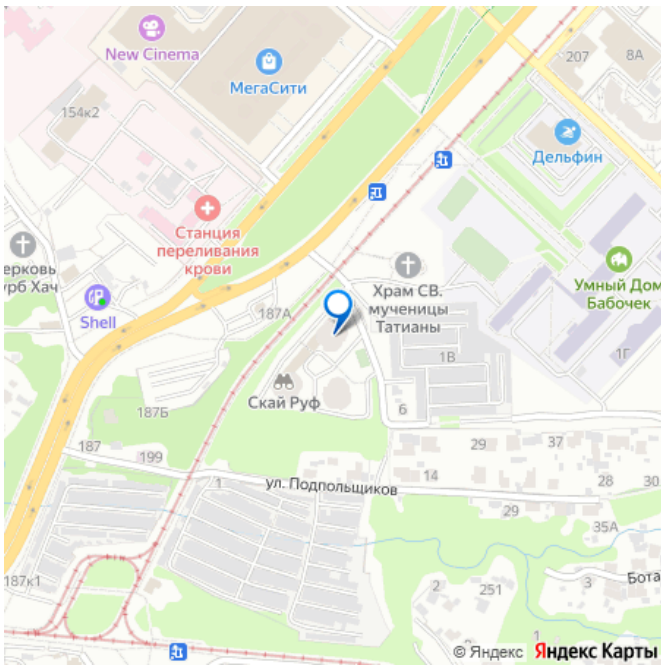 New Cinema
МегаСити
207
8А
154к2
Дельфин
Станция
переливания
крови
ерковь
урб Хач
Shell
187А
Храм СВ.
мученицы
Татианы
Умный Дом
Бабочек
1В
1Г
Скай Руф
187Б
6
187
199
29
37
1
ул. Подпольщиков
14
28
30
29
35А
187к1
2
251
3
Бота
1
© Яндекс Яндекс Карты